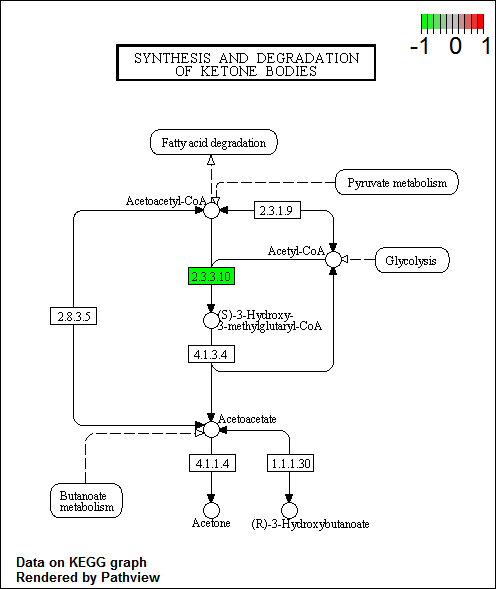 -1 0 1
SYNTHESIS AND DEGRADATION
OF KETONE BODIES
Fatty acid degradation
Pyruvate metabolism
Acetoacetyl-CoA
2.3.1.9
Acetyl-CoA
Glycolysis
2.3.3.10
2.8.3.5
(S)-3-Hydroxy-
3-methylglutaryl-CoA
4.1.3.4
Acetoacetate
4.1.1.4
1.1.1.30
Butanoate
metabolism
Acetone
(R)-3-Hydroxybutanoate
Data on KEGG graph
Rendered by Pathview